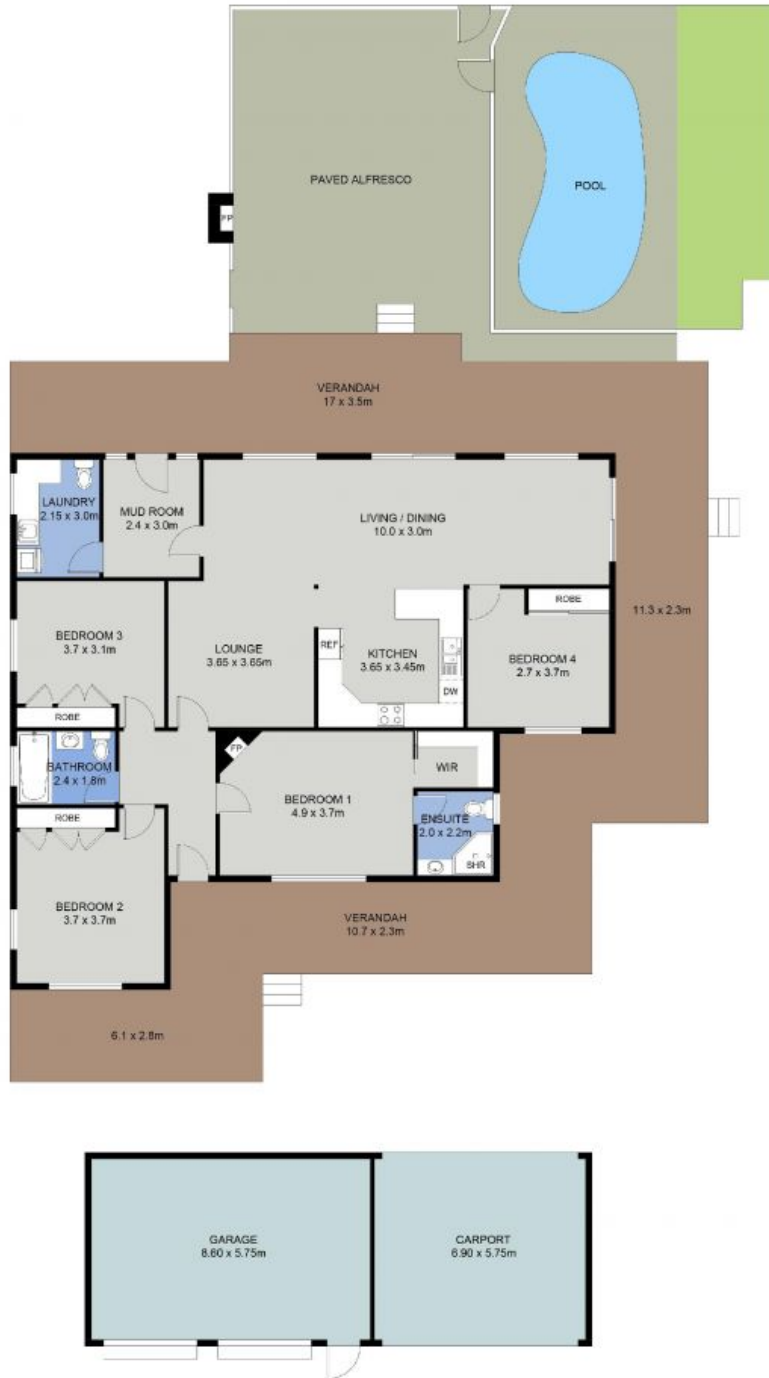 PAVED ALFRESCO
POOL
FP
VERANDAH
17 x 3.5m
LAUNDRY
2.15 x 3.0m
MUD ROOM
2.4 x 3.0m
LIVING / DINING
10.0 x 3.0m
ROBE
11.3 x 2.3m
BEDROOM 3
3.7 x 3.1m
LOUNGE
3.65 x 3.65m
REF
KITCHEN
3.65 x 3.45m
BEDROOM 4
2.7 x 3.7m
DW
ROBE
FP
BATHROOM
2.4 x 1.8m
WIR
BEDROOM 1
4.9 x 3.7m
ROBE
ENSUITE
2.0 x 2.2m
SHR
BEDROOM 2
3.7 x 3.7m
VERANDAH
10.7 x 2.3m
6.1 x 2.8m
GARAGE
8.60 x 5.75m
CARPORT
6.90 x 5.75m